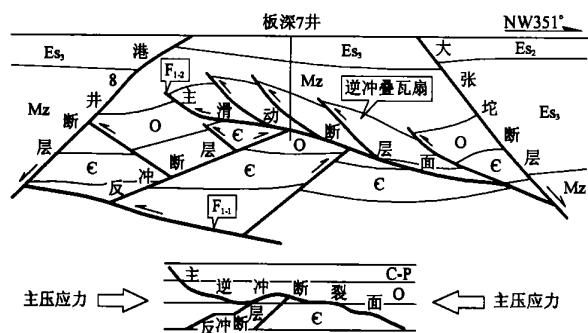 板深7井
NW351°
Es₃
港8井断层
Es₃
大张坨断层
Es₂
F₁₋₂
Mz
逆冲叠瓦扇
Es₃
Mz
主滑动断层面
O
O
O
Є
Є
Є
Є
Є
反冲断层
F₁₋₁
Mz
主逆冲断裂面
C-P
O
主压应力
主压应力
反冲断层
Є